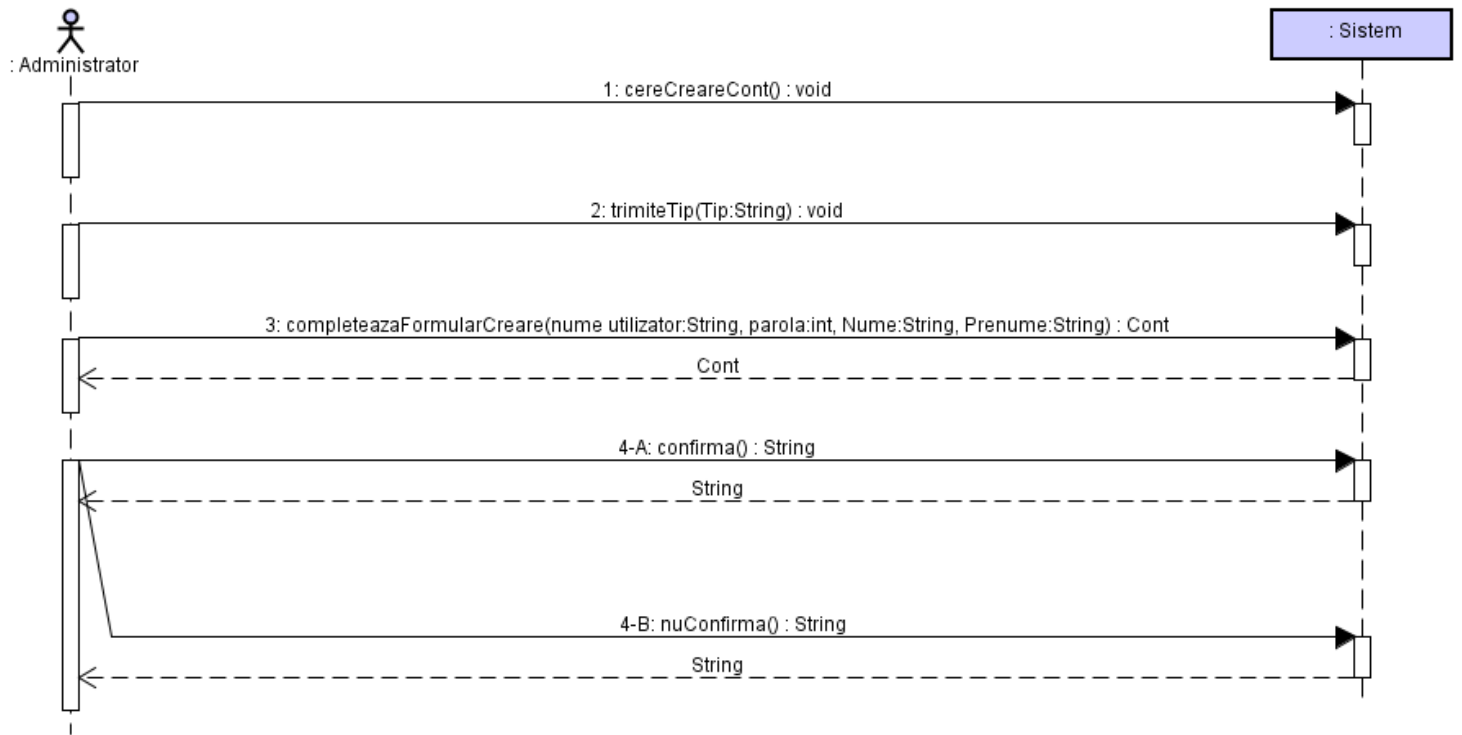 : Sistem
: Administrator
1: cereCreareCont() : void
2: trimiteTip(Tip:String) : void
3: completeazaFormularCreare(nume utilizator:String, parola:int, Nume:String, Prenume:String) : Cont
Cont
4-A: confirma() : String
String
4-B: nuConfirma() : String
String